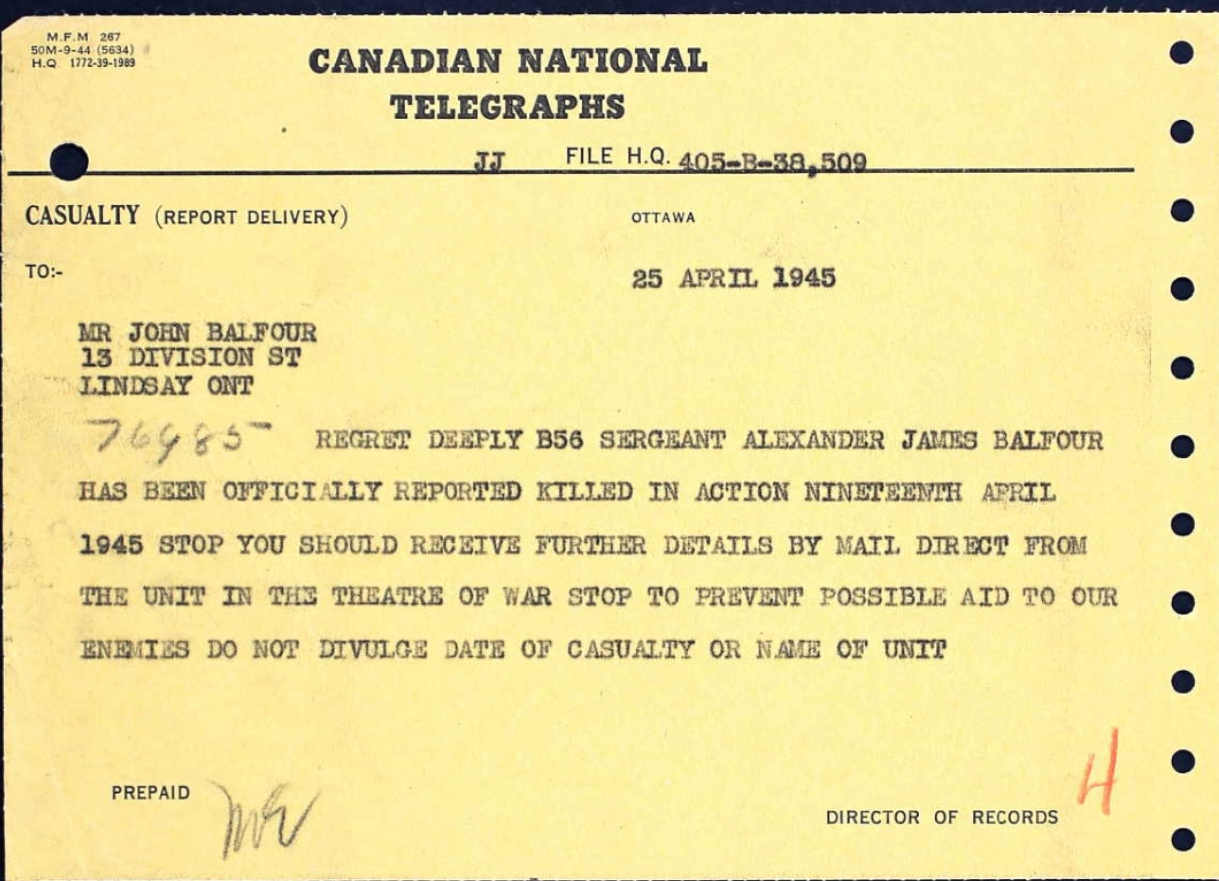 M.F.M 267
50M-9-44 (5634)
H.Q. 1772-39-1989
CANADIAN NATIONAL
TELEGRAPHS
JJ FILE H.Q. 405-B-38,509
CASUALTY (REPORT DELIVERY) OTTAWA
TO:- 25 APRIL 1945
MR JOHN BALFOUR
13 DIVISION ST
LINDSAY ONT
REGRET DEEPLY B56 SERGEANT ALEXANDER JAMES BALFOUR
HAS BEEN OFFICIALLY REPORTED KILLED IN ACTION NINETEENTH APRIL
1945 STOP YOU SHOULD RECEIVE FURTHER DETAILS BY MAIL DIRECT FROM
THE UNIT IN THE THEATRE OF WAR STOP TO PREVENT POSSIBLE AID TO OUR
ENEMIES DO NOT DIVULGE DATE OF CASUALTY OR NAME OF UNIT
PREPAID
DIRECTOR OF RECORDS